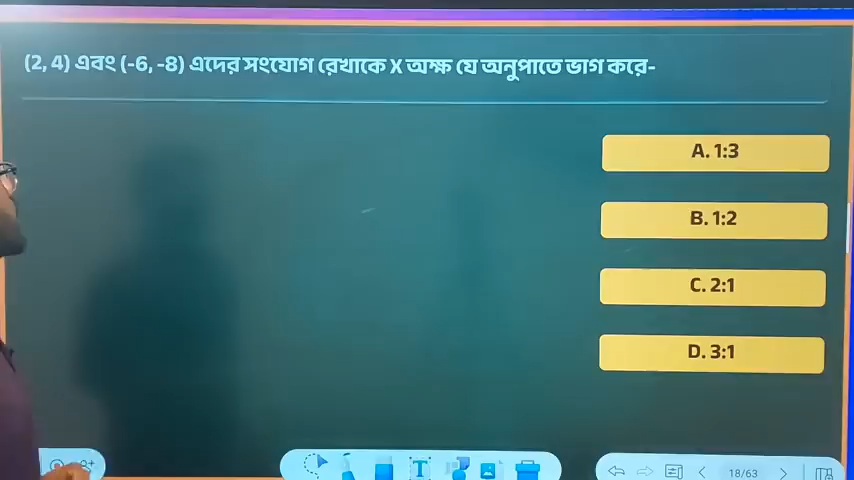 (2, 4) এবং (-6, -8) এদের সংযোগ রেখাকে X অক্ষ যে অনুপাতে ভাগ করে-
A. 1:3
B. 1:2
C. 2:1
D. 3:1
T
18/63